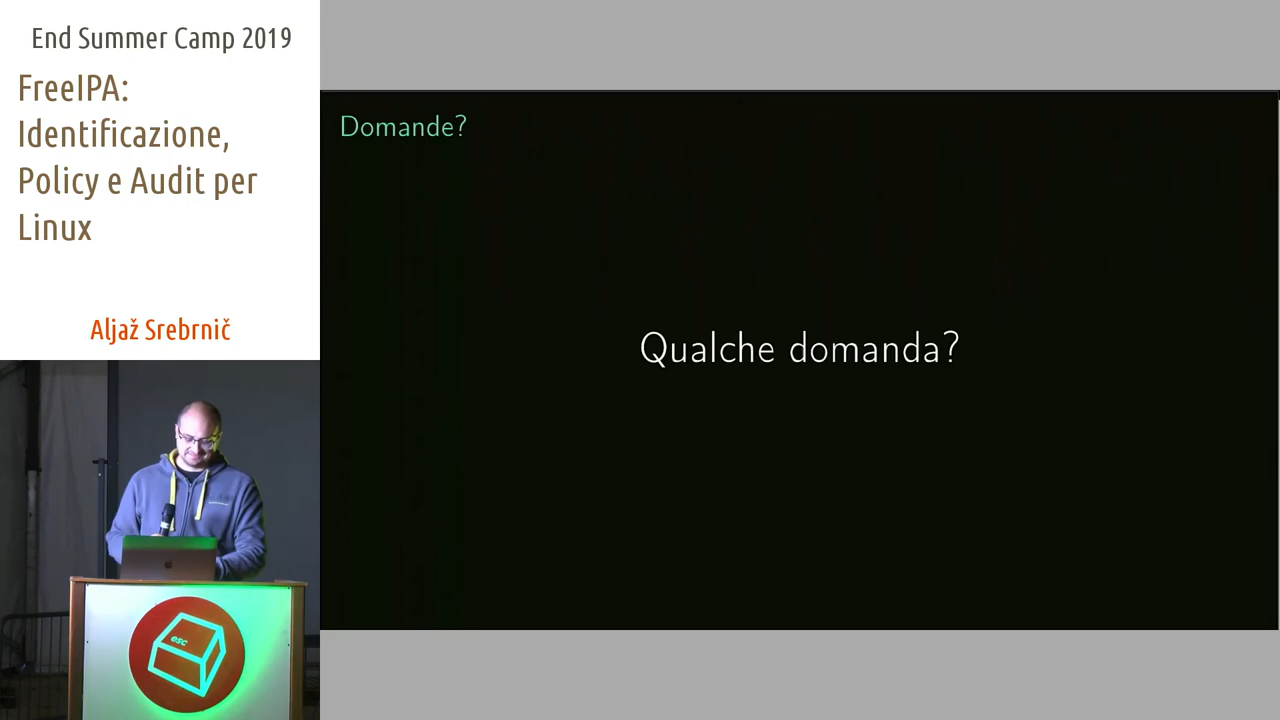 End Summer Camp 2019
FreeIPA:
Identificazione,
Policy e Audit per
Linux
Aljaž Srebrnič
Domande?
Qualche domanda?
esc